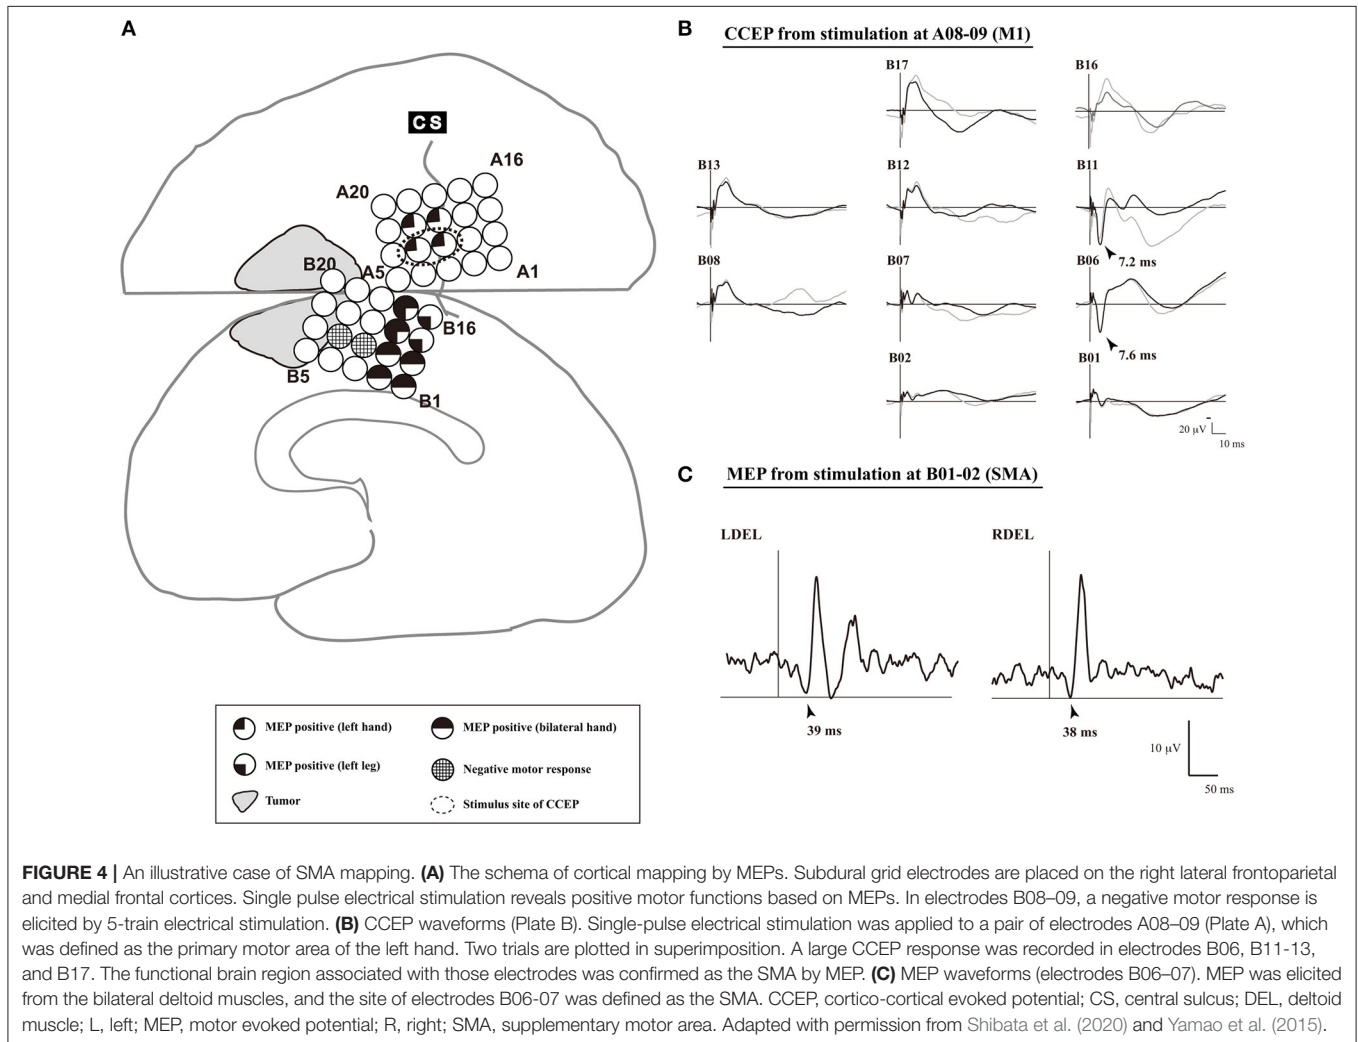 A
CS
A16
A20
B20
A5
A1
B16
B5
B1
MEP positive (left hand)
MEP positive (bilateral hand)
MEP positive (left leg)
Negative motor response
Tumor
Stimulus site of CCEP
B
CCEP from stimulation at A08-09 (M1)
B17
B16
B13
B12
B11
7.2 ms
B08
B07
B06
7.6 ms
B02
B01
20 µV
10 ms
C
MEP from stimulation at B01-02 (SMA)
LDEL
RDEL
39 ms
38 ms
10 µV
50 ms
FIGURE 4 | An illustrative case of SMA mapping. (A) The schema of cortical mapping by MEPs. Subdural grid electrodes are placed on the right lateral frontoparietal
and medial frontal cortices. Single pulse electrical stimulation reveals positive motor functions based on MEPs. In electrodes B08–09, a negative motor response is
elicited by 5-train electrical stimulation. (B) CCEP waveforms (Plate B). Single-pulse electrical stimulation was applied to a pair of electrodes A08–09 (Plate A), which
was defined as the primary motor area of the left hand. Two trials are plotted in superimposition. A large CCEP response was recorded in electrodes B06, B11-13,
and B17. The functional brain region associated with those electrodes was confirmed as the SMA by MEP. (C) MEP waveforms (electrodes B06–07). MEP was elicited
from the bilateral deltoid muscles, and the site of electrodes B06-07 was defined as the SMA. CCEP, cortico-cortical evoked potential; CS, central sulcus; DEL, deltoid
muscle; L, left; MEP, motor evoked potential; R, right; SMA, supplementary motor area. Adapted with permission from Shibata et al. (2020) and Yamao et al. (2015).